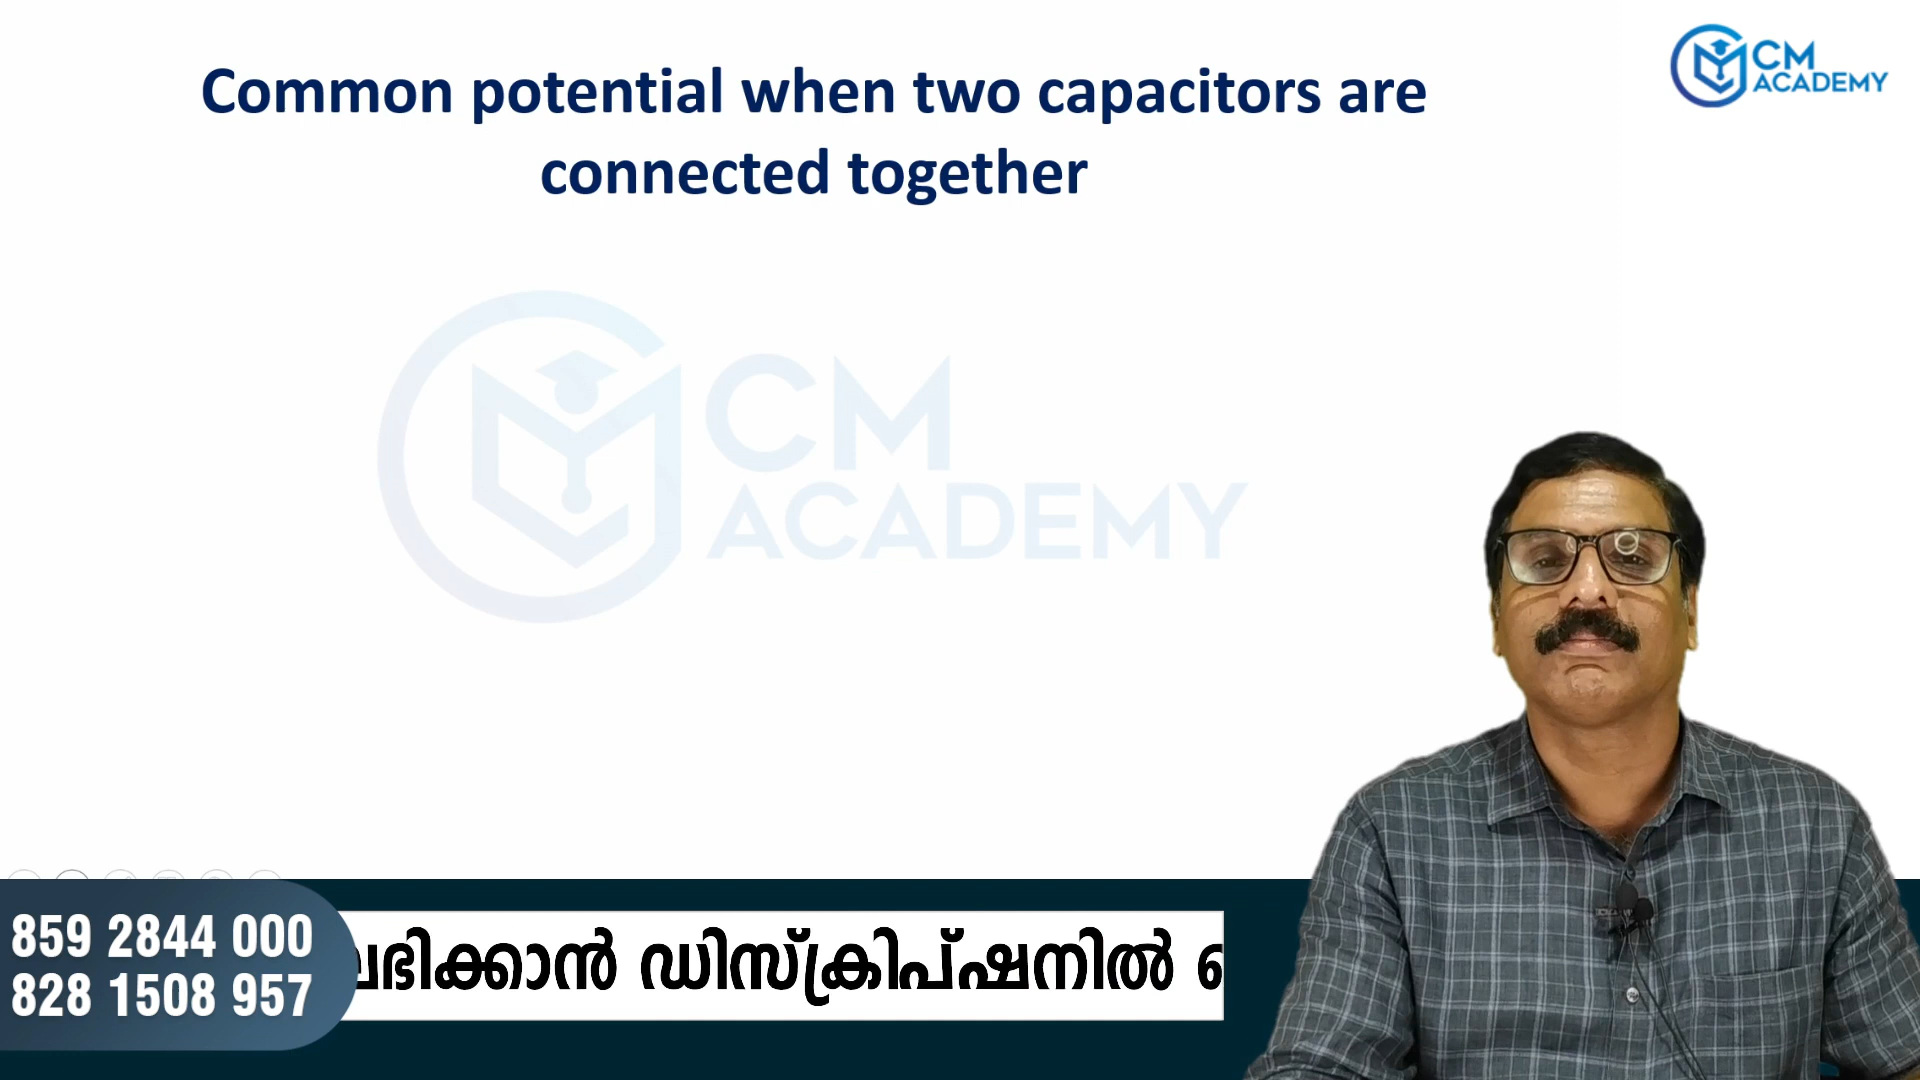 Common potential when two capacitors are
connected together
CM
ACADEMY
CM
ACADEMY
859 2844 000
828 1508 957
ഡിസ്ക്രിപ്ഷനിൽ